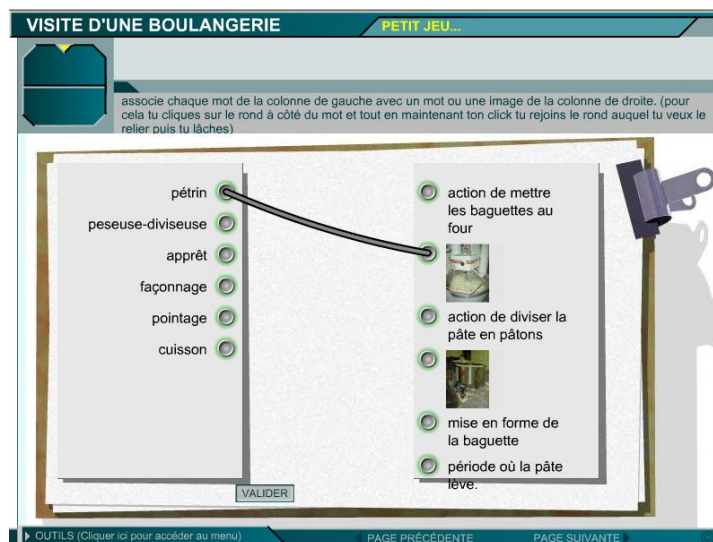 VISITE D'UNE BOULANGERIE
PETIT JEU...
associe chaque mot de la colonne de gauche avec un mot ou une image de la colonne de droite. (pour
cela tu cliques sur le rond à côté du mot et tout en maintenant ton click tu rejoins le rond auquel tu veux le
relier puis tu lâches)
pétrin
peseuse-diviseuse
apprêt
façonnage
pointage
cuisson
action de mettre
les baguettes au
four
action de diviser la
pâte en pâtons
mise en forme de
la baguette
période où la pâte
lève.
VALIDER
OUTILS (Cliquer ici pour accéder au menu)
PAGE PRÉCÉDENTE
PAGE SUIVANTE